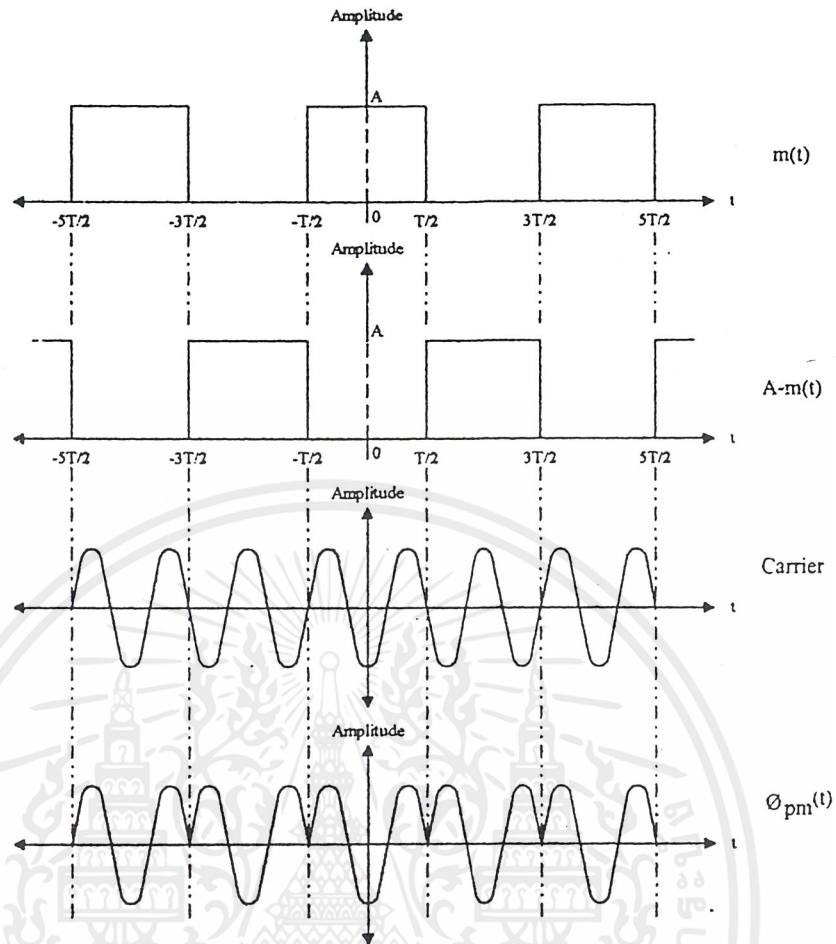 Amplitude
A
m(t)
t
-5T/2 -3T/2 -T/2 0 T/2 3T/2 5T/2
Amplitude
A
A-m(t)
t
-5T/2 -3T/2 -T/2 0 T/2 3T/2 5T/2
Amplitude
Carrier
t
Amplitude
Øpm(t)
t